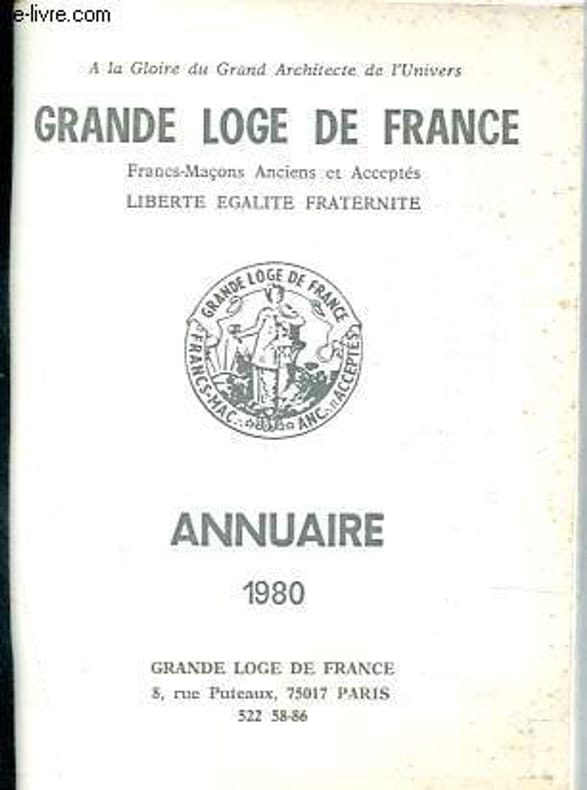 e-livre.com
A la Gloire du Grand Architecte de l'Univers
GRANDE LOGE DE FRANCE
Francs-Maçons Anciens et Acceptés
LIBERTE EGALITE FRATERNITE
GRANDE LOGE DE FRANCE
FRANCS-MAC. ANC. ET ACCEPTÉS
ANNUAIRE
1980
GRANDE LOGE DE FRANCE
8, rue Puteaux, 75017 PARIS
522 58-86